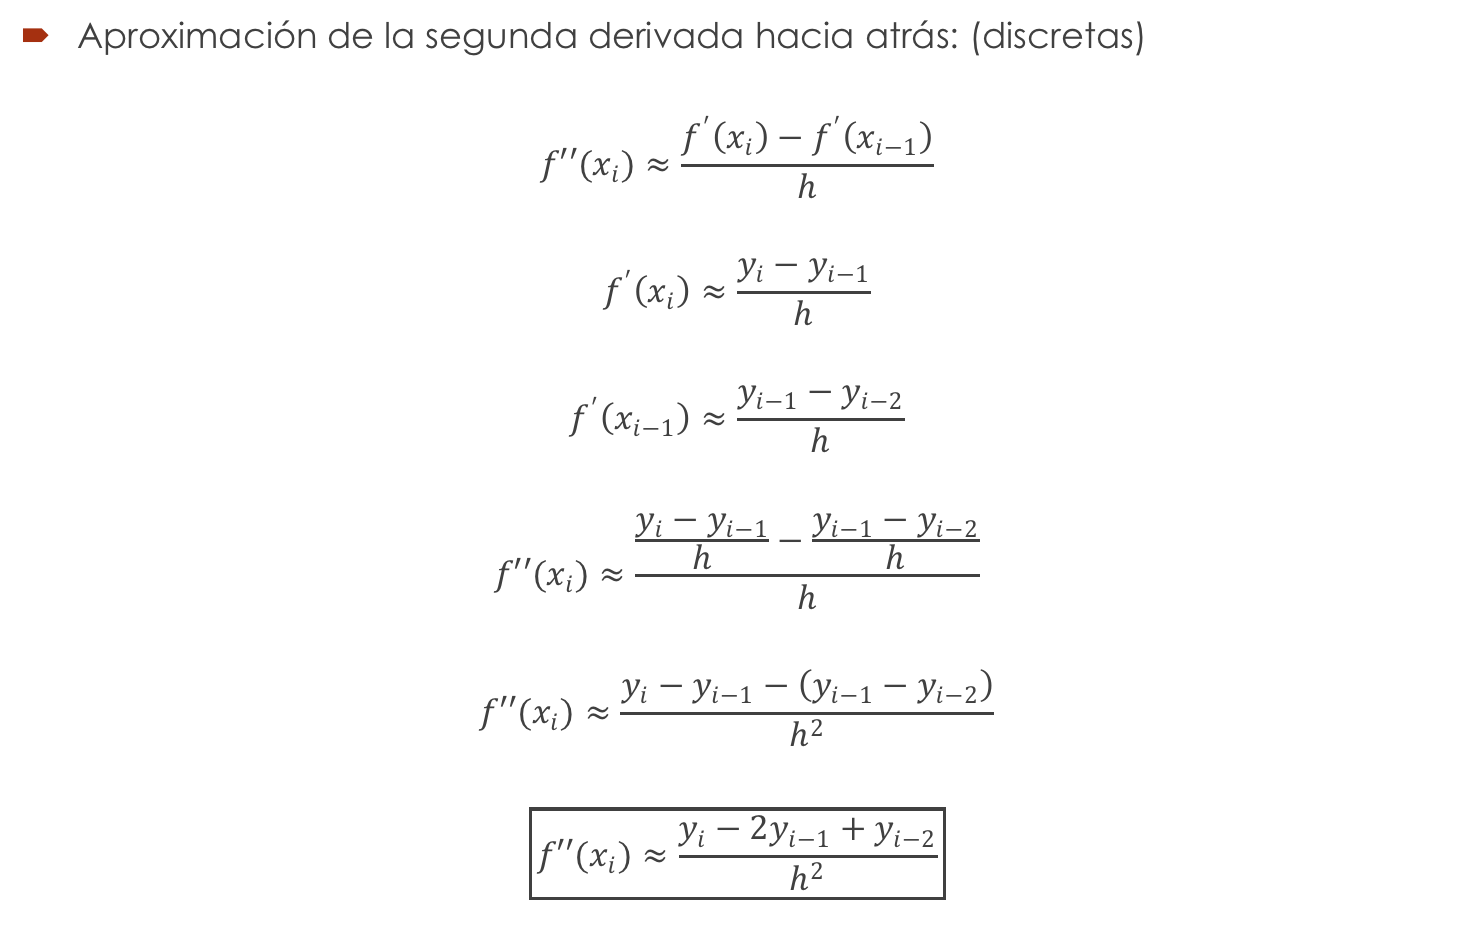 Aproximación de la segunda derivada hacia atrás: (discretas)
f''(xᵢ) ≈ (f'(xᵢ) − f'(xᵢ₋₁)) / h
f'(xᵢ) ≈ (yᵢ − yᵢ₋₁) / h
f'(xᵢ₋₁) ≈ (yᵢ₋₁ − yᵢ₋₂) / h
f''(xᵢ) ≈ ((yᵢ − yᵢ₋₁) / h − (yᵢ₋₁ − yᵢ₋₂) / h) / h
f''(xᵢ) ≈ (yᵢ − yᵢ₋₁ − (yᵢ₋₁ − yᵢ₋₂)) / h²
f''(xᵢ) ≈ (yᵢ − 2yᵢ₋₁ + yᵢ₋₂) / h²